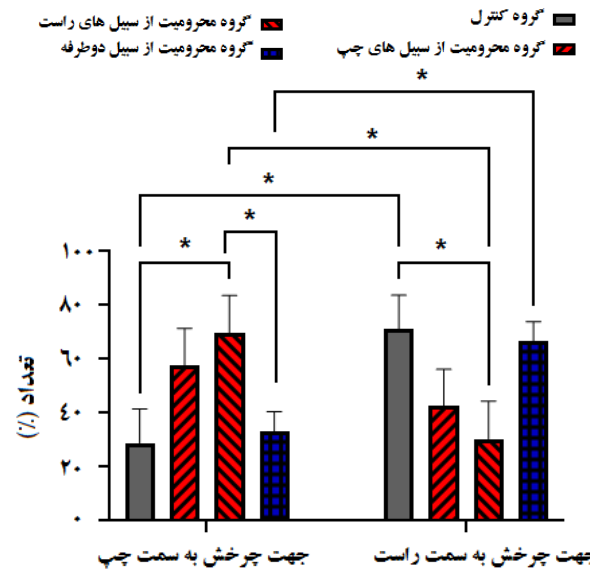 گروه کنترل
گروه محرومیت از سبیل های راست
گروه محرومیت از سبیل های چپ
گروه محرومیت از سبیل دوطرفه
*
*
*
*
*
*
۱۰۰
۸۰
۶۰
۴۰
۲۰
۰
تعداد (%)
جهت چرخش به سمت راست
جهت چرخش به سمت چپ